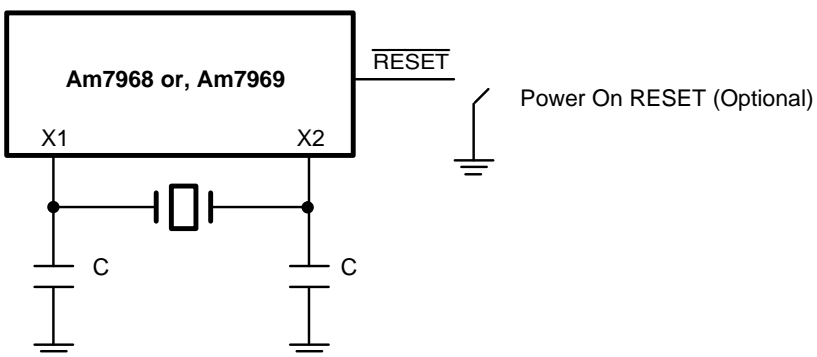 RESET
Am7968 or, Am7969
Power On RESET (Optional)
X1 X2
C C